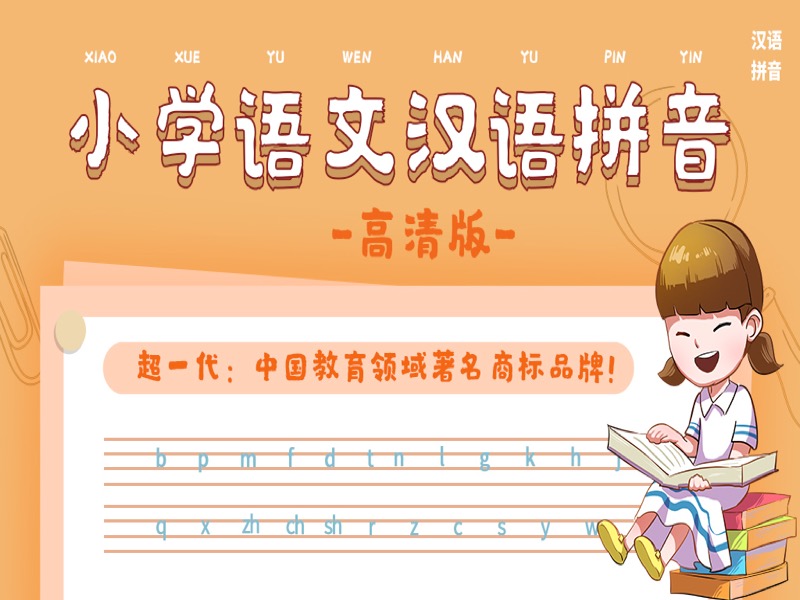 XIAO XUE YU WEN HAN YU PIN YIN
汉语
拼音
小学语文汉语拼音
-高清版-
超一代：中国教育领域著名商标品牌！
b p m f d t n l g k h j
q x zh ch sh r z c s y w